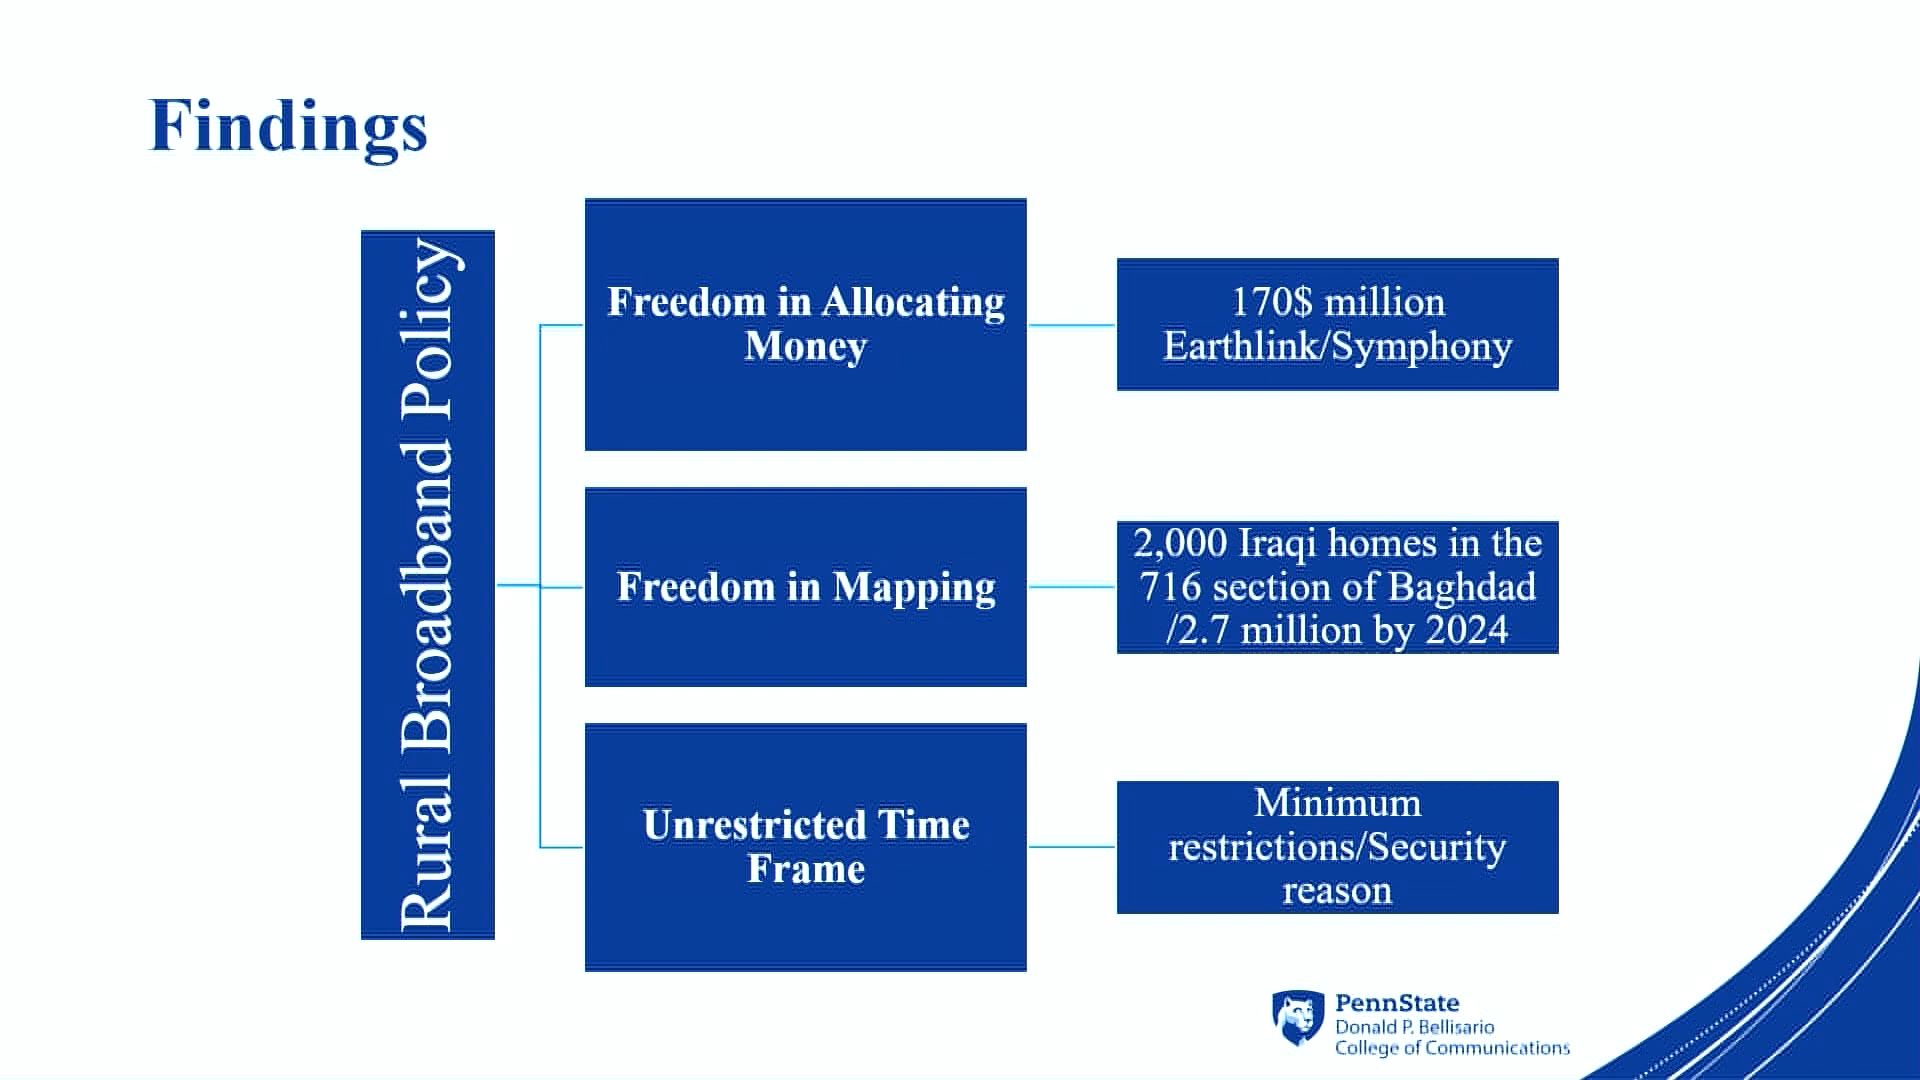 Findings
Rural Broadband Policy
Freedom in Allocating
Money
170$ million
Earthlink/Symphony
Freedom in Mapping
2,000 Iraqi homes in the
716 section of Baghdad
/2.7 million by 2024
Unrestricted Time
Frame
Minimum
restrictions/Security
reason
PennState
Donald P. Bellisario
College of Communications